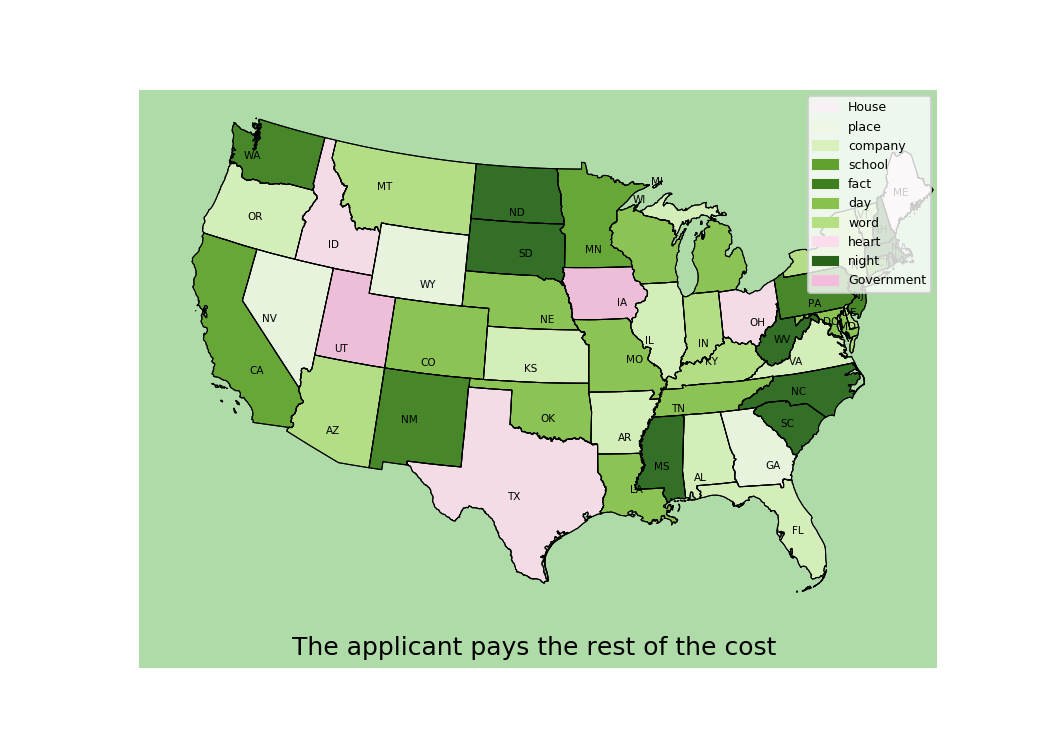 House
place
company
school
fact
day
word
heart
night
Government
WA
MT
ND
MN
WI
MI
ME
OR
ID
SD
WY
NE
IA
NV
UT
CO
KS
MO
IL
IN
OH
PA
NJ
DE
MD
DC
WV
VA
KY
CA
AZ
NM
OK
AR
TN
NC
SC
TX
LA
MS
AL
GA
FL
The applicant pays the rest of the cost